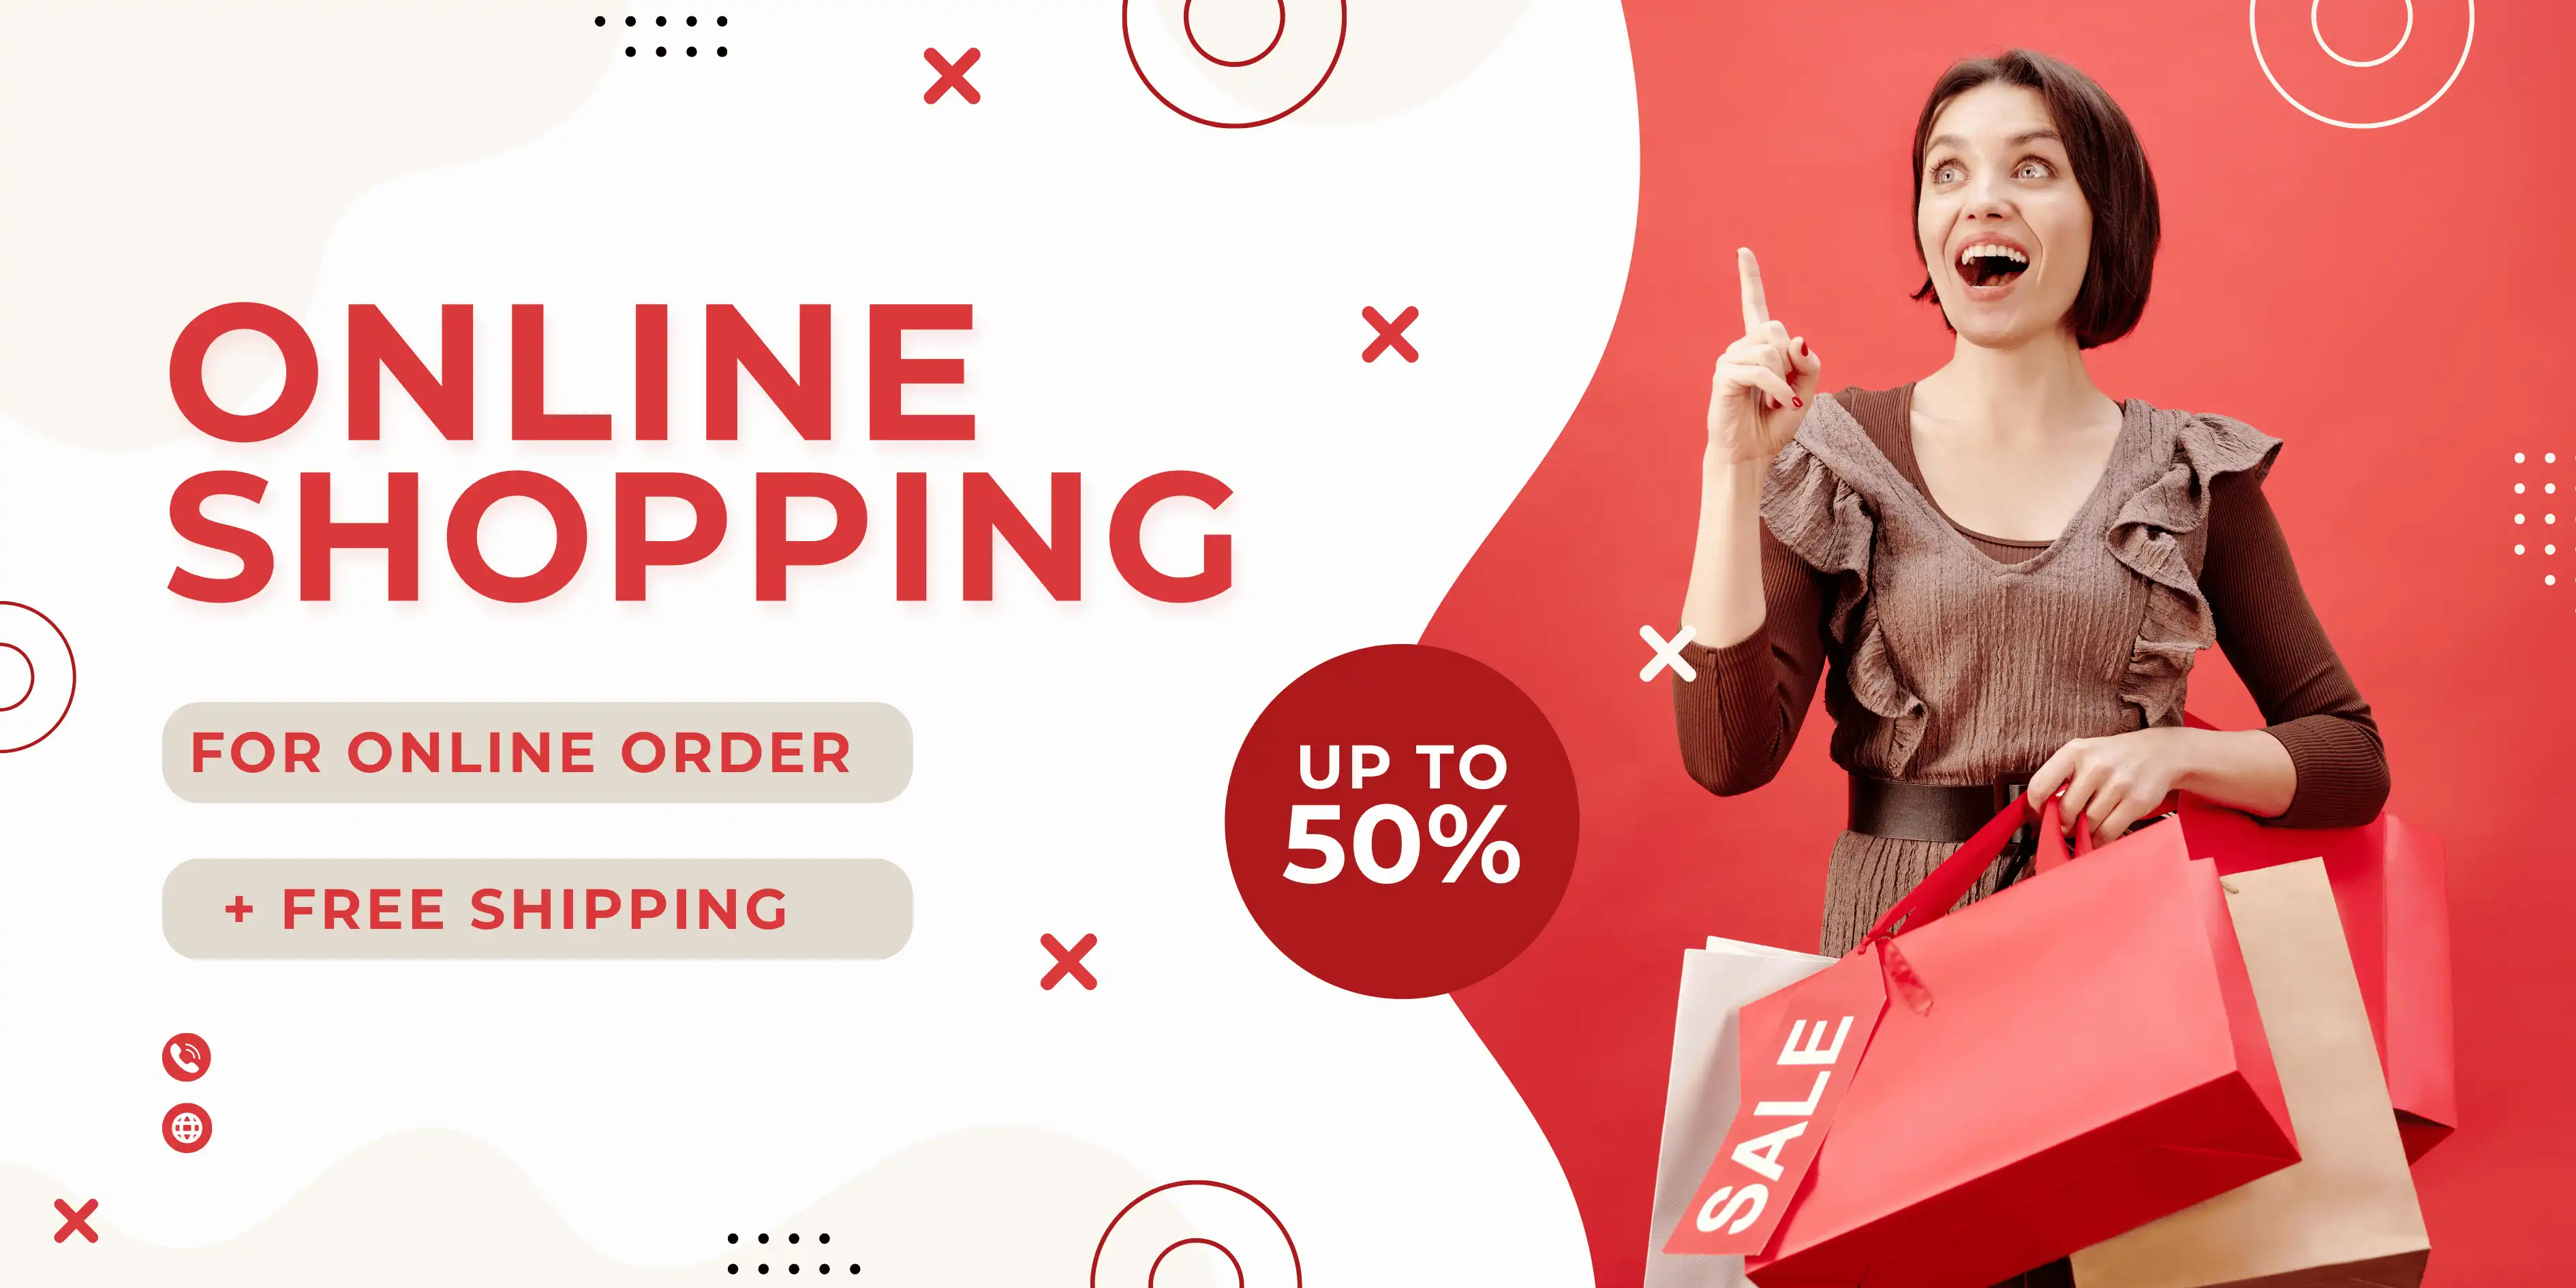 ONLINE
SHOPPING
FOR ONLINE ORDER
+ FREE SHIPPING
UP TO
50%
SALE